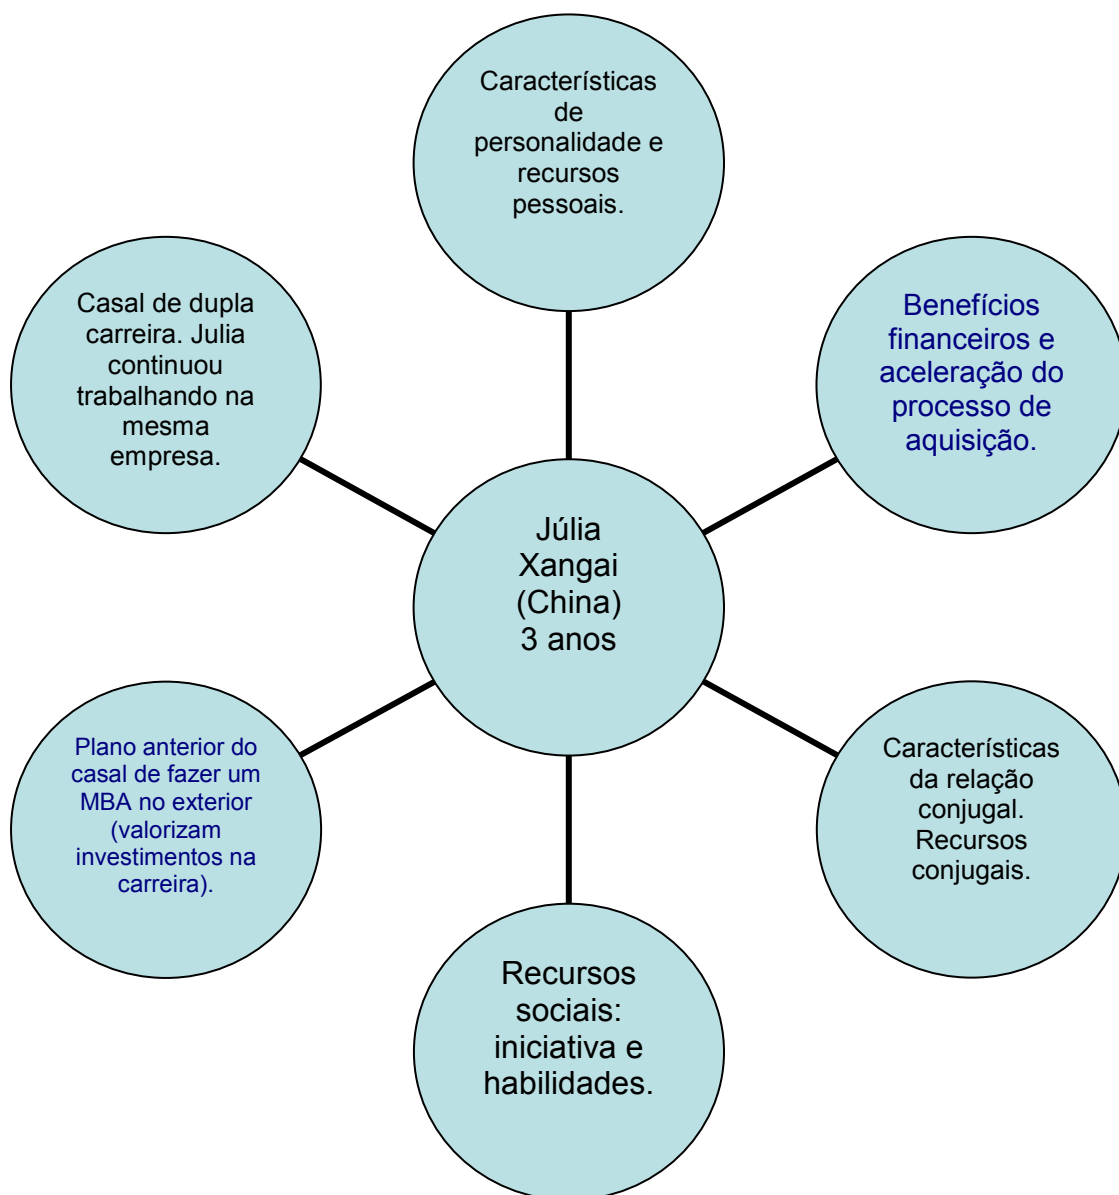 Características
de
personalidade e
recursos
pessoais.
Casal de dupla
carreira. Julia
continuou
trabalhando na
mesma
empresa.
Benefícios
financeiros e
aceleração do
processo de
aquisição.
Júlia
Xangai
(China)
3 anos
Plano anterior do
casal de fazer um
MBA no exterior
(valorizam
investimentos na
carreira).
Características
da relação
conjugal.
Recursos
conjugais.
Recursos
sociais:
iniciativa e
habilidades.